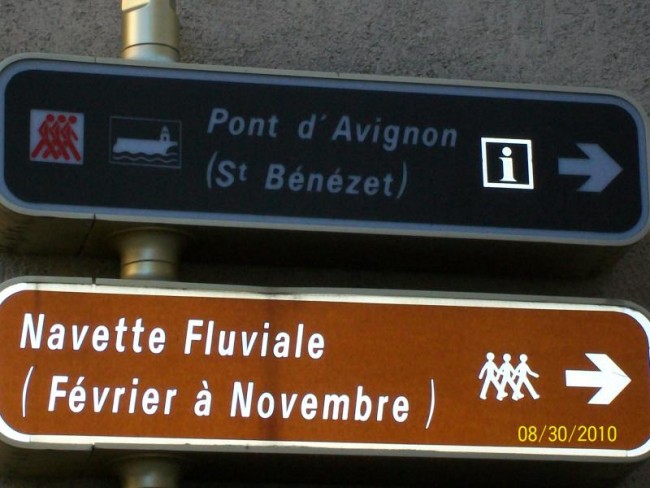 Pont d'Avignon
(St Bénézet)
i
Navette Fluviale
( Février à Novembre )
08/30/2010